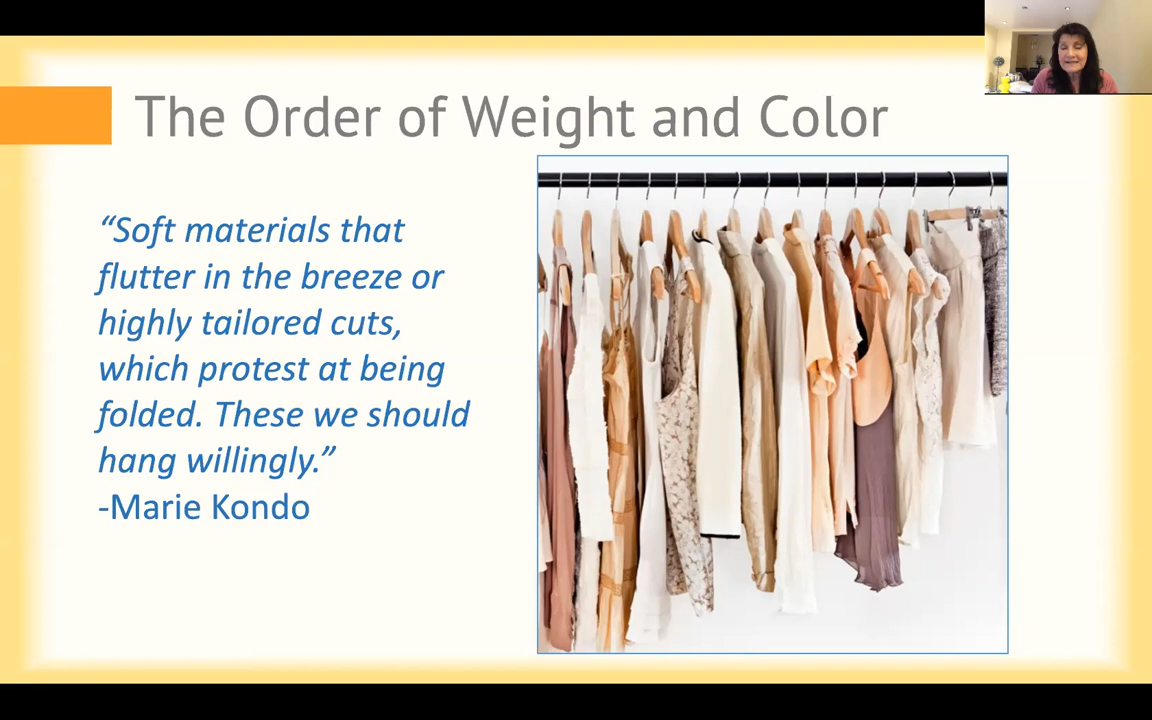 The Order of Weight and Color
“Soft materials that
flutter in the breeze or
highly tailored cuts,
which protest at being
folded. These we should
hang willingly.”
-Marie Kondo